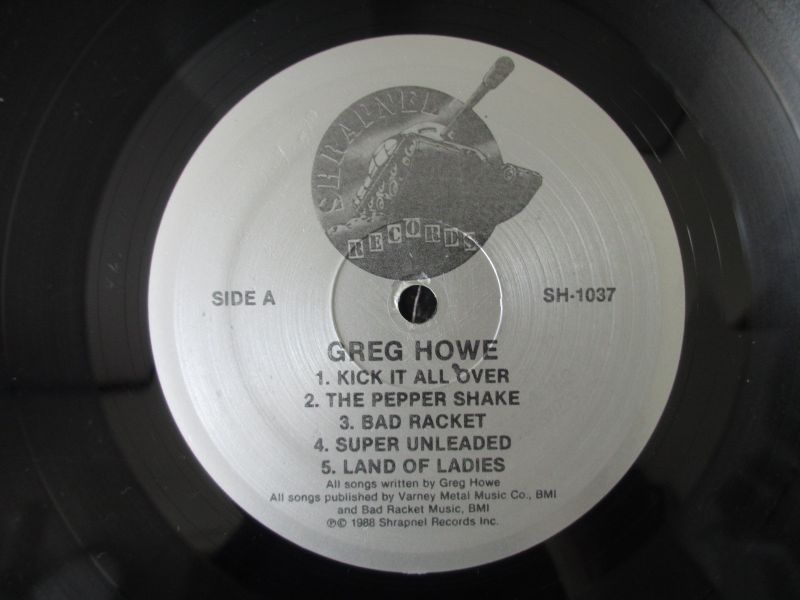 SHRAPNEL
RECORDS
SIDE A
SH-1037
GREG HOWE
1. KICK IT ALL OVER
2. THE PEPPER SHAKE
3. BAD RACKET
4. SUPER UNLEADED
5. LAND OF LADIES
All songs written by Greg Howe
All songs published by Varney Metal Music Co., BMI
and Bad Racket Music, BMI
℗© 1988 Shrapnel Records Inc.